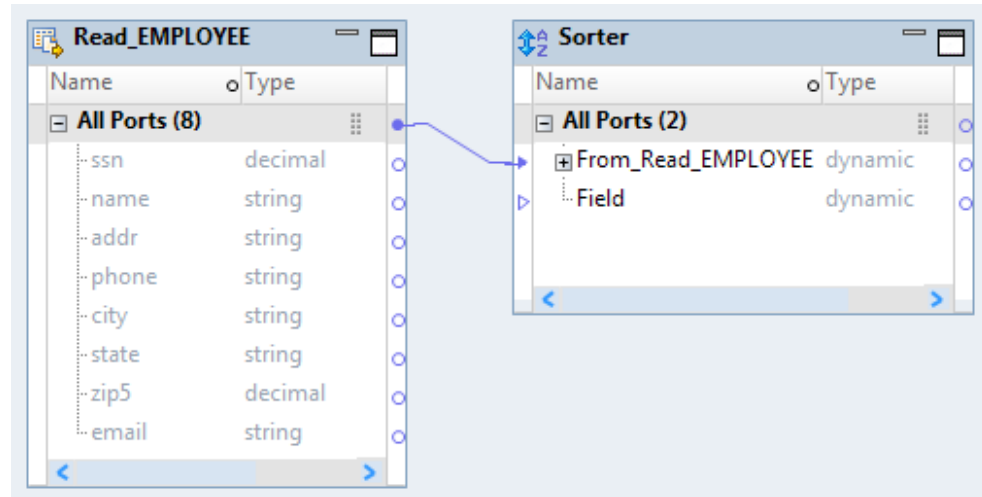 Read_EMPLOYEE
Name Type
All Ports (8)
ssn decimal
name string
addr string
phone string
city string
state string
zip5 decimal
email string
AZ Sorter
Name Type
All Ports (2)
From_Read_EMPLOYEE dynamic
Field dynamic